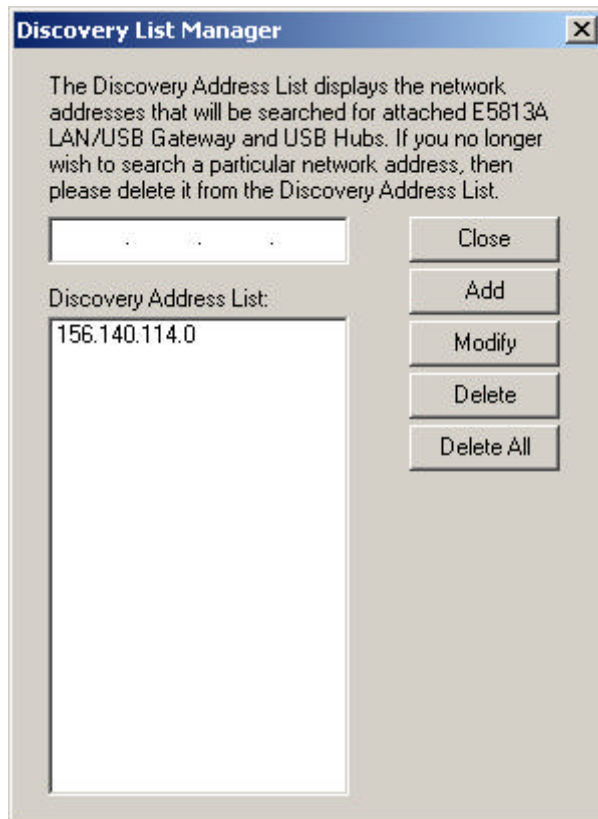 Discovery List Manager
The Discovery Address List displays the network
addresses that will be searched for attached E5813A
LAN/USB Gateway and USB Hubs. If you no longer
wish to search a particular network address, then
please delete it from the Discovery Address List.
. . .
Close
Add
Discovery Address List:
156.140.114.0
Modify
Delete
Delete All